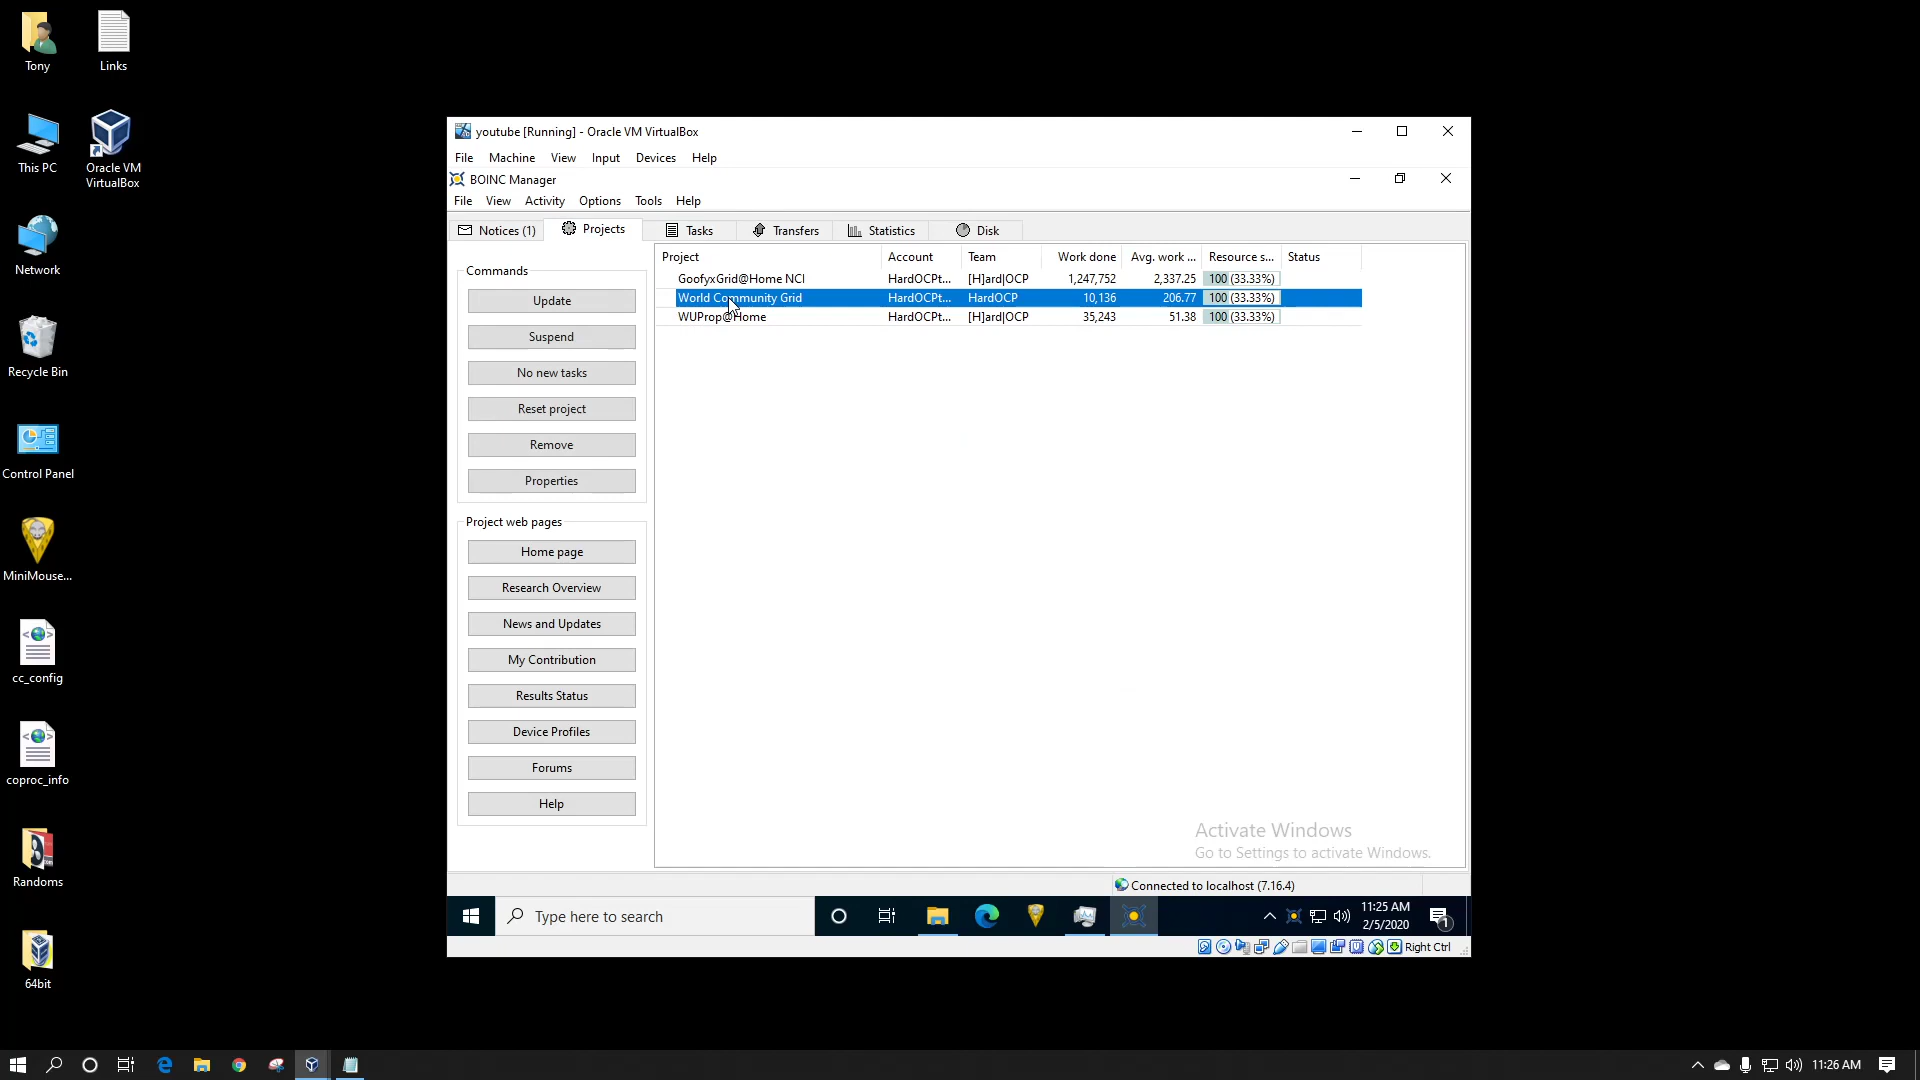 Tony
Links
This PC
Oracle VM
VirtualBox
Network
Recycle Bin
Control Panel
MiniMouse...
cc_config
coproc_info
Randoms
64bit
youtube [Running] - Oracle VM VirtualBox
File Machine View Input Devices Help
BOINC Manager
File View Activity Options Tools Help
Notices (1) Projects Tasks Transfers Statistics Disk
Commands
Update
Suspend
No new tasks
Reset project
Remove
Properties
Project web pages
Home page
Research Overview
News and Updates
My Contribution
Results Status
Device Profiles
Forums
Help
Project Account Team Work done Avg. work ... Resource s... Status
GoofyxGrid@Home NCI HardOCPt... [H]ard|OCP 1,247,752 2,337.25 100 (33.33%)
World Community Grid HardOCPt... HardOCP 10,136 206.77 100 (33.33%)
WUProp@Home HardOCPt... [H]ard|OCP 35,243 51.38 100 (33.33%)
Activate Windows
Go to Settings to activate Windows.
Connected to localhost (7.16.4)
Type here to search
11:25 AM
2/5/2020
1
Right Ctrl
11:26 AM